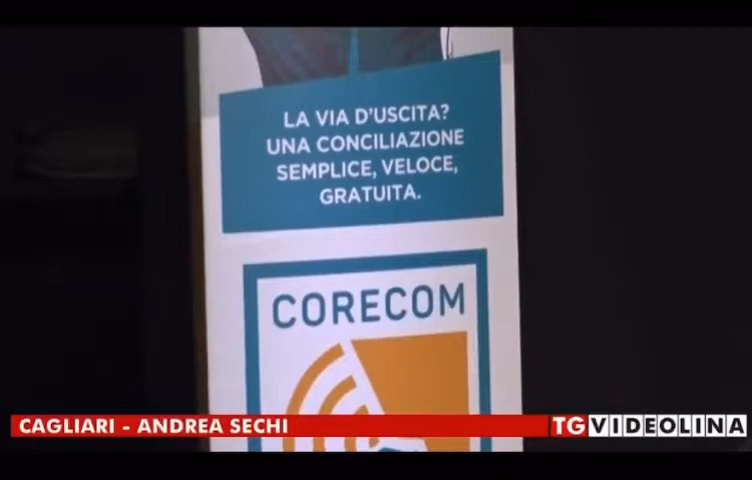 LA VIA D'USCITA?
UNA CONCILIAZIONE
SEMPLICE, VELOCE,
GRATUITA.
CORECOM
CAGLIARI - ANDREA SECHI
TGVIDEOLINA